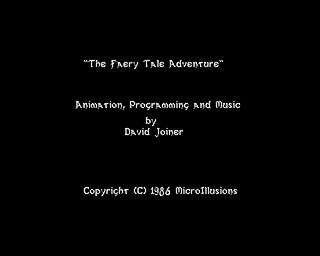 "The Faery Tale Adventure"
Animation, Programming and Music
by
David Joiner
Copyright (C) 1986 MicroIllusions